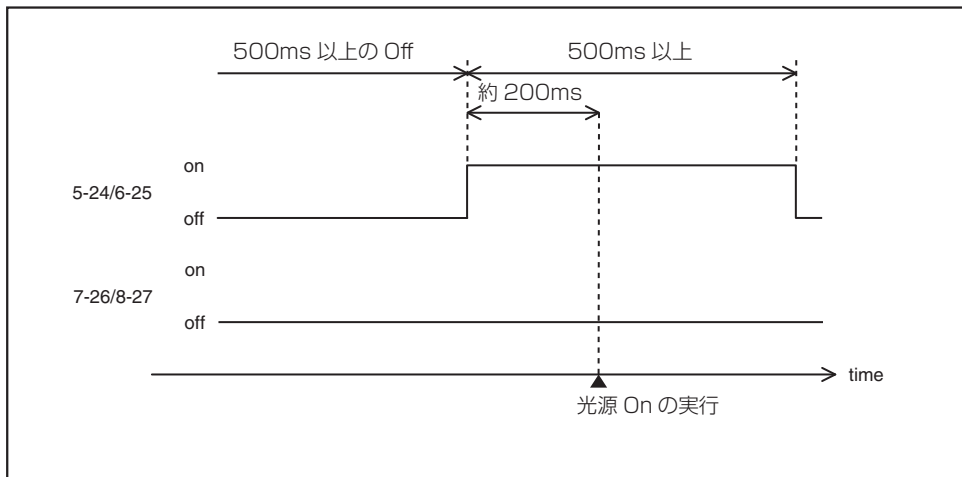 500ms 以上の Off
500ms 以上
約 200ms
on
5-24/6-25
off
on
7-26/8-27
off
time
光源 On の実行